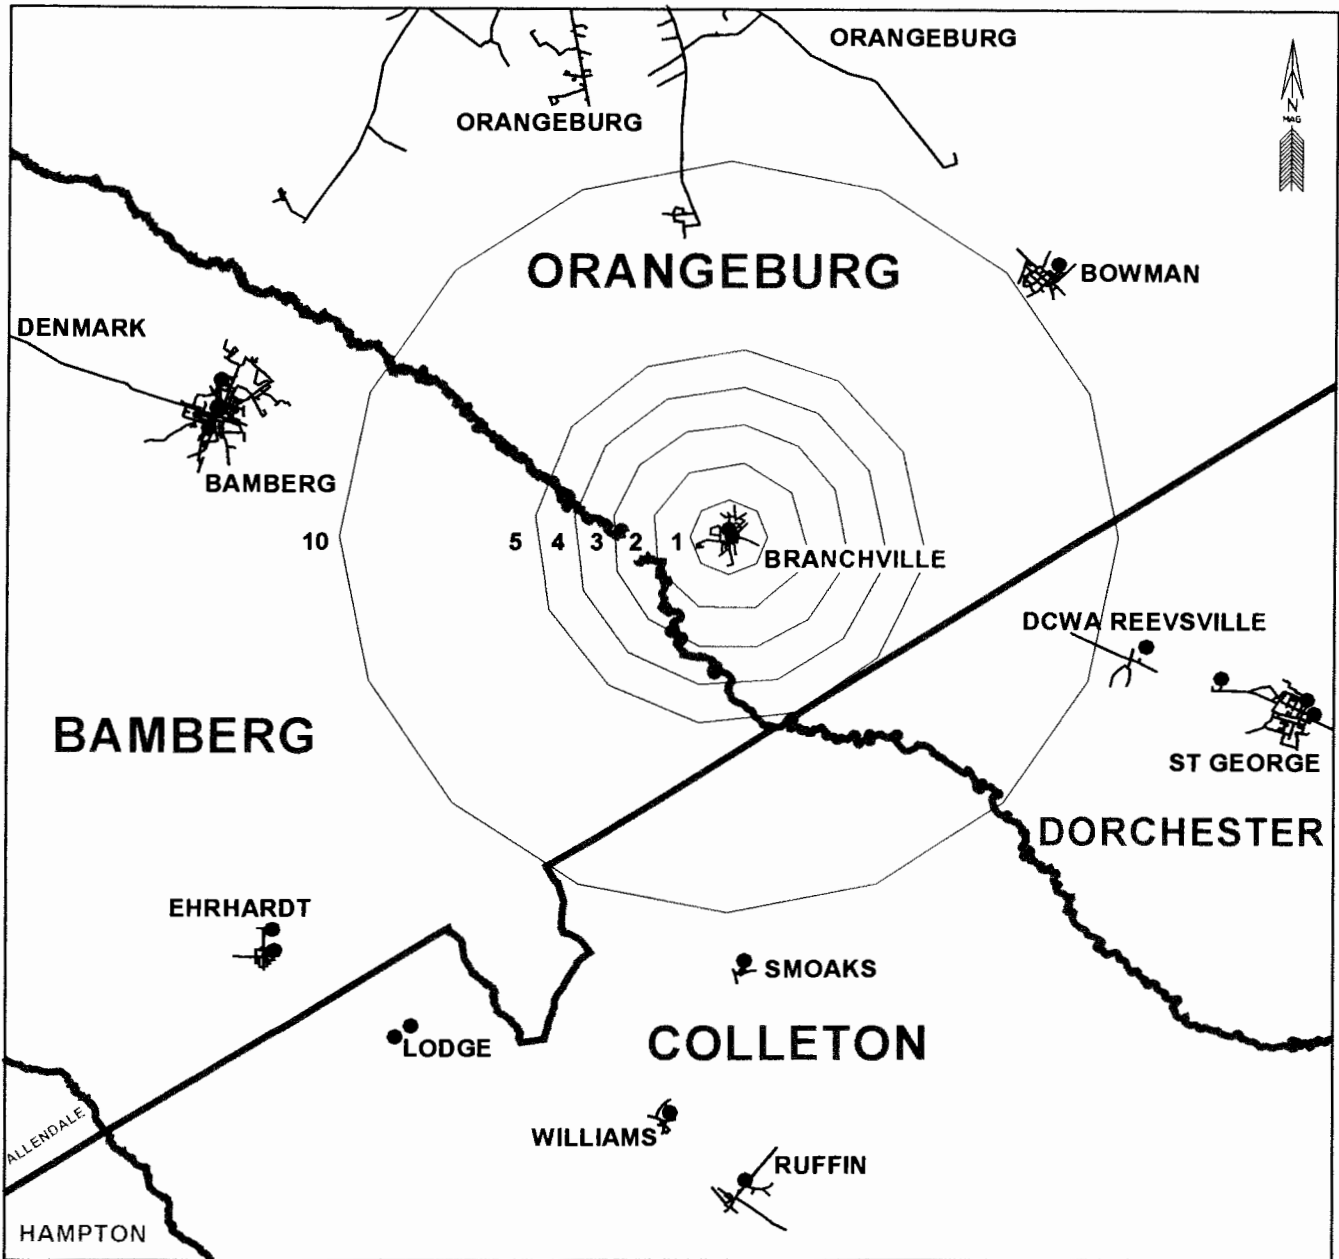 ORANGEBURG
ORANGEBURG
N
MAG
ORANGEBURG
BOWMAN
DENMARK
BAMBERG
10 5 4 3 2 1
BRANCHVILLE
DCWA REEVSVILLE
BAMBERG
ST GEORGE
DORCHESTER
EHRHARDT
SMOAKS
LODGE
COLLETON
ALLENDALE
WILLIAMS
RUFFIN
HAMPTON